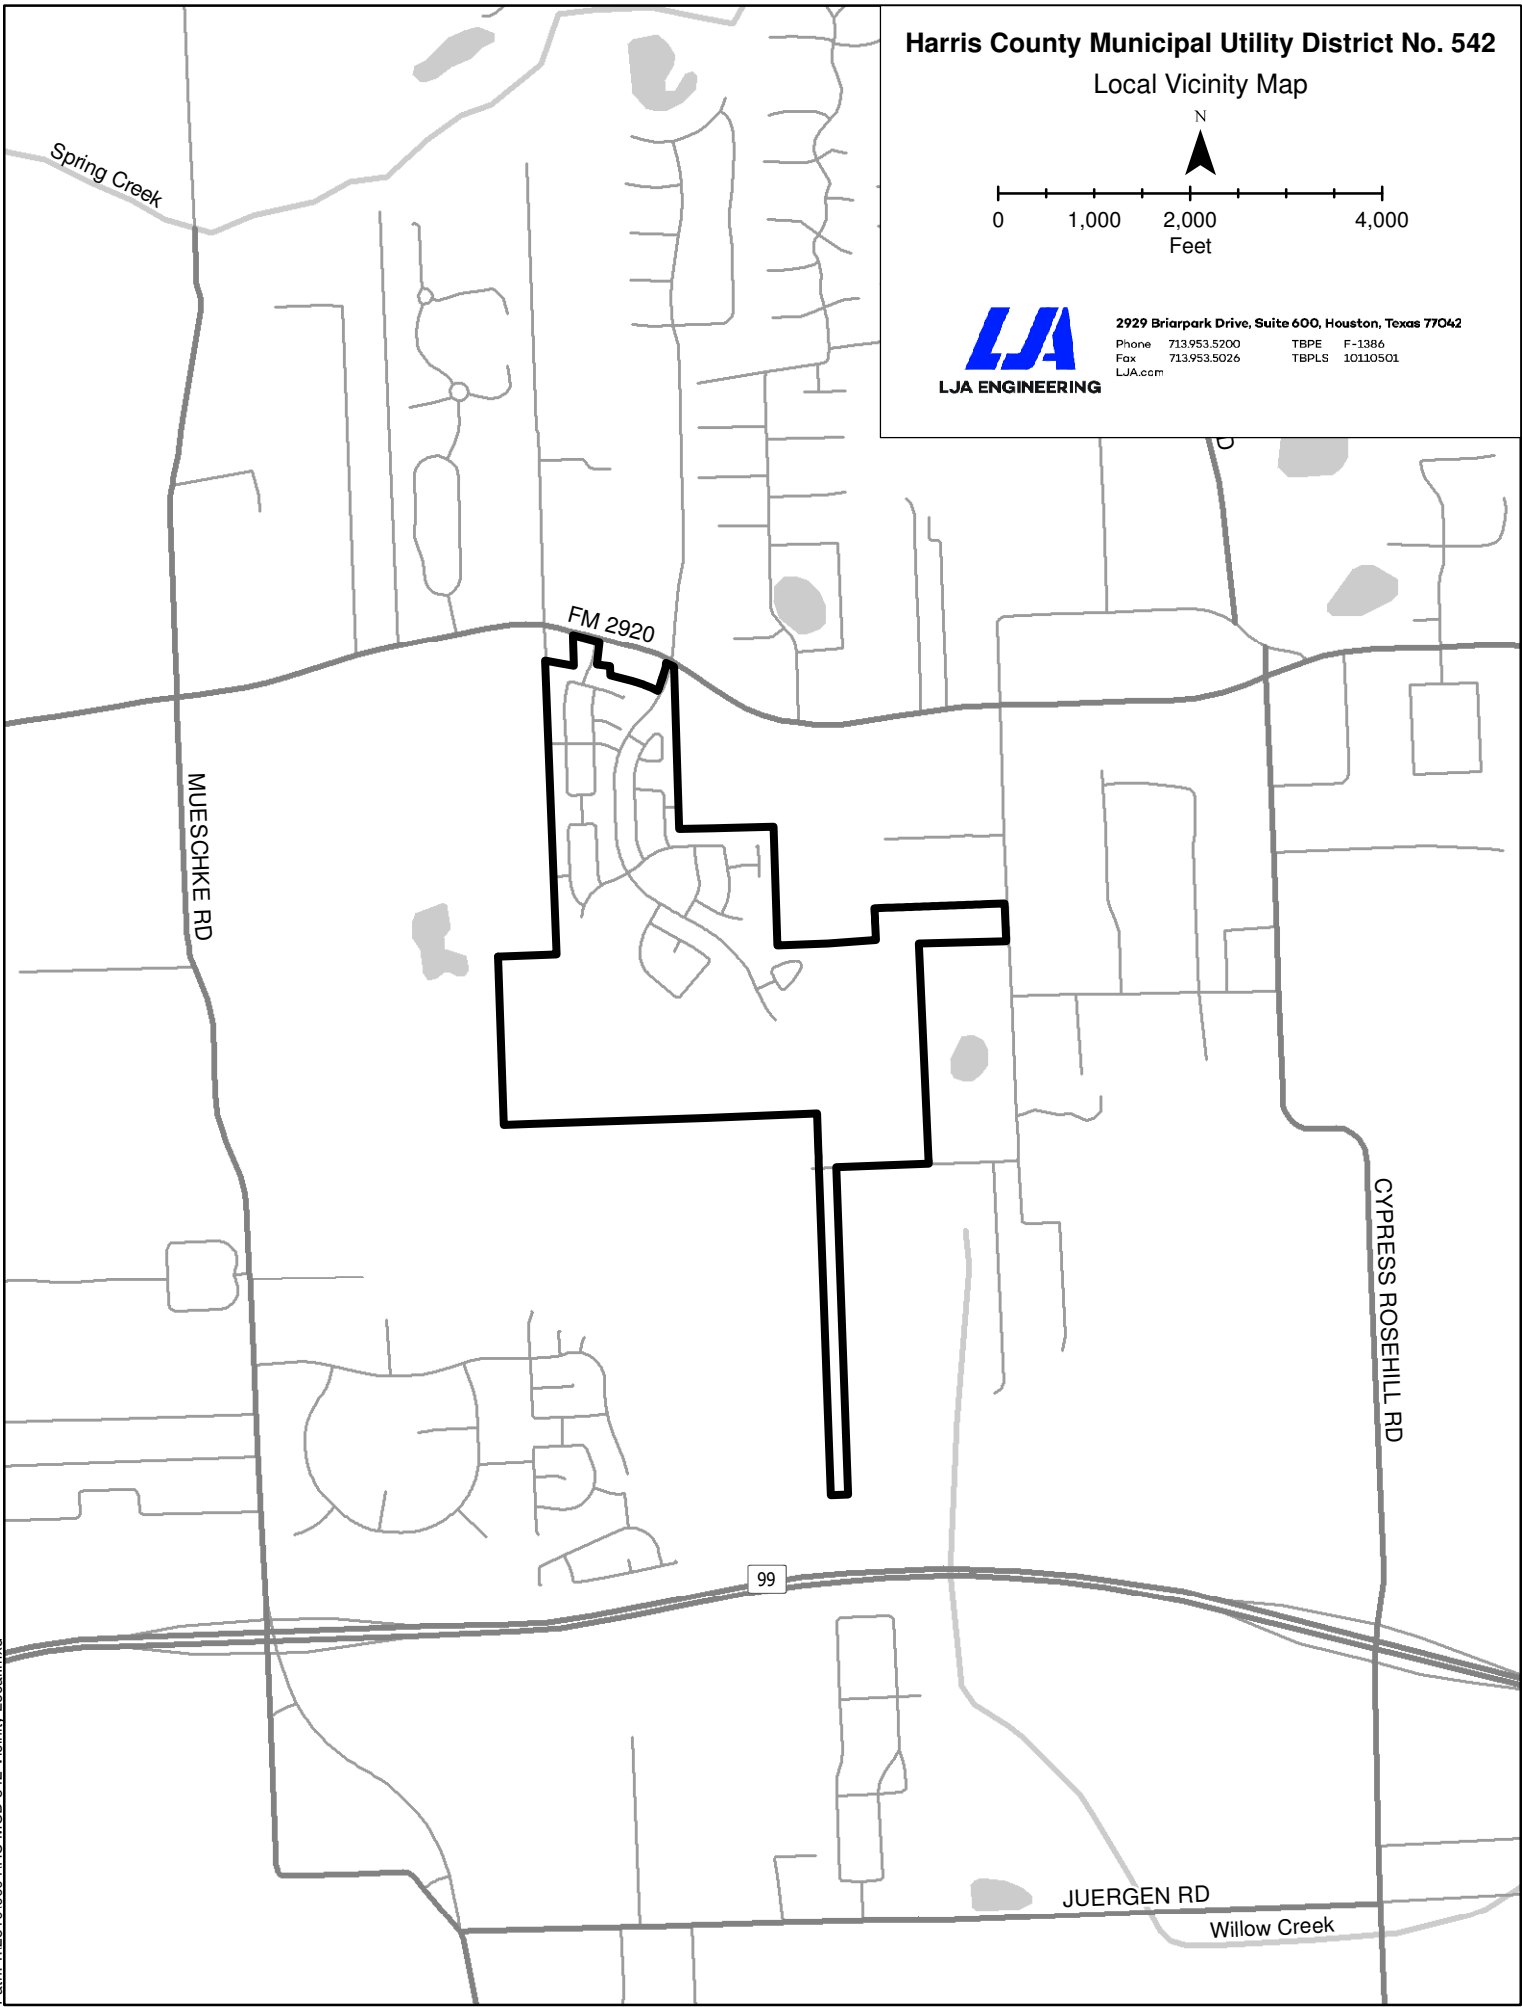 Harris County Municipal Utility District No. 542
Local Vicinity Map
N
0 1,000 2,000 4,000
Feet
LJA
LJA ENGINEERING
2929 Briarpark Drive, Suite 600, Houston, Texas 77042
Phone 713.953.5200 TBPE F-1386
Fax 713.953.5026 TBPLS 10110501
LJA.com
Spring Creek
D
FM 2920
MUESCHKE RD
CYPRESS ROSEHILL RD
99
JUERGEN RD
Willow Creek